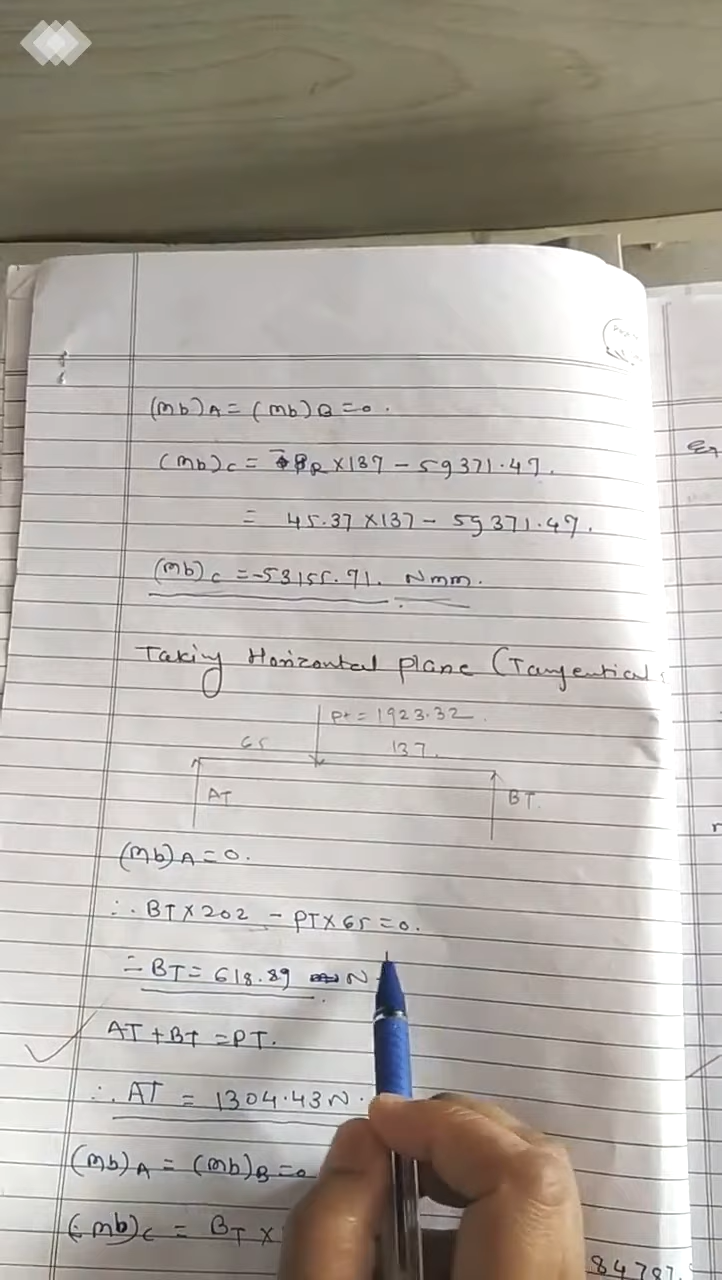 (mb)A = (mb)B = 0.
(mb)c = BR × 137 - 59371.47.
= 45.37 × 137 - 59371.47.
(mb)c = -53155.71. Nmm.
Taking Horizontal plane (Tangential
Pt = 1923.32
65 137.
AT BT.
(mb)A = 0.
∴ BT × 202 - PT × 65 = 0.
= BT = 618.89 N
AT + BT = PT.
∴ AT = 1304.43 N.
(mb)A = (mb)B = 0
(mb)c = BT ×
84787.